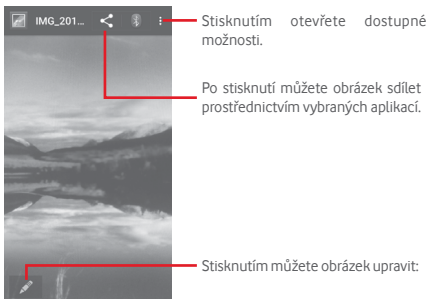 IMG_201...
Stisknutím otevřete dostupné
možnosti.
Po stisknutí můžete obrázek sdílet
prostřednictvím vybraných aplikací.
Stisknutím můžete obrázek upravit: